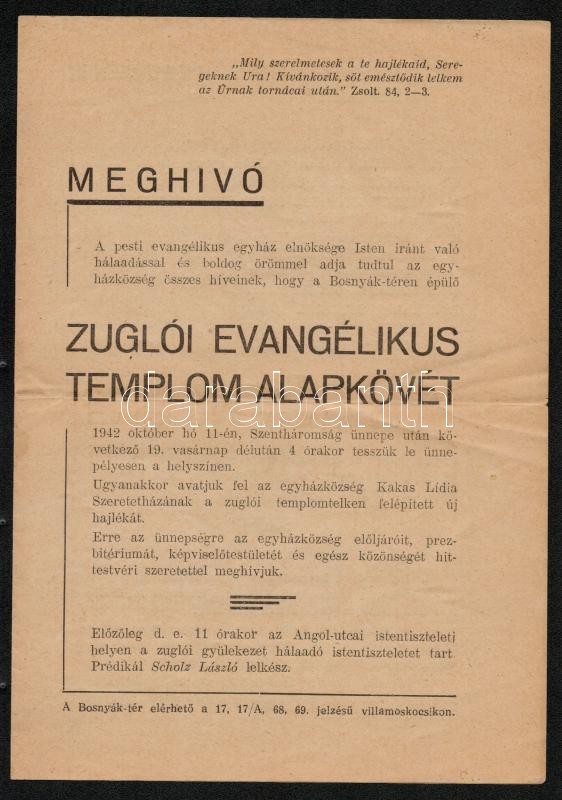 „Mily szerelmetesek a te hajlékaid, Sere-
geknek Ura! Kívánkozik, sőt emésztődik lelkem
az Úrnak tornácai után." Zsolt. 84, 2—3.
MEGHIVÓ
A pesti evangélikus egyház elnöksége Isten iránt való
hálaadással és boldog örömmel adja tudtul az egy-
házközség összes híveinek, hogy a Bosnyák-téren épülő
ZUGLÓI EVANGÉLIKUS
TEMPLOM ALAPKÖVÉT
darabanth
1942 október hó 11-én, Szentháromság ünnepe után kö-
vetkező 19. vasárnap délután 4 órakor tesszük le ünne-
pélyesen a helyszínen.
Ugyanakkor avatjuk fel az egyházközség Kakas Lídia
Szeretetházának a zuglói templomtelken felépített új
hajlékát.
Erre az ünnepségre az egyházközség előljáróit, prez-
bitériumát, képviselőtestületét és egész közönségét hit-
testvéri szeretettel meghívjuk.
Előzőleg d. e. 11 órakor az Angol-utcai istentiszteleti
helyen a zuglói gyülekezet hálaadó istentiszteletet tart.
Prédikál Scholz László lelkész.
A Bosnyák-tér elérhető a 17, 17/A, 68, 69. jelzésű villamoskocsikon.